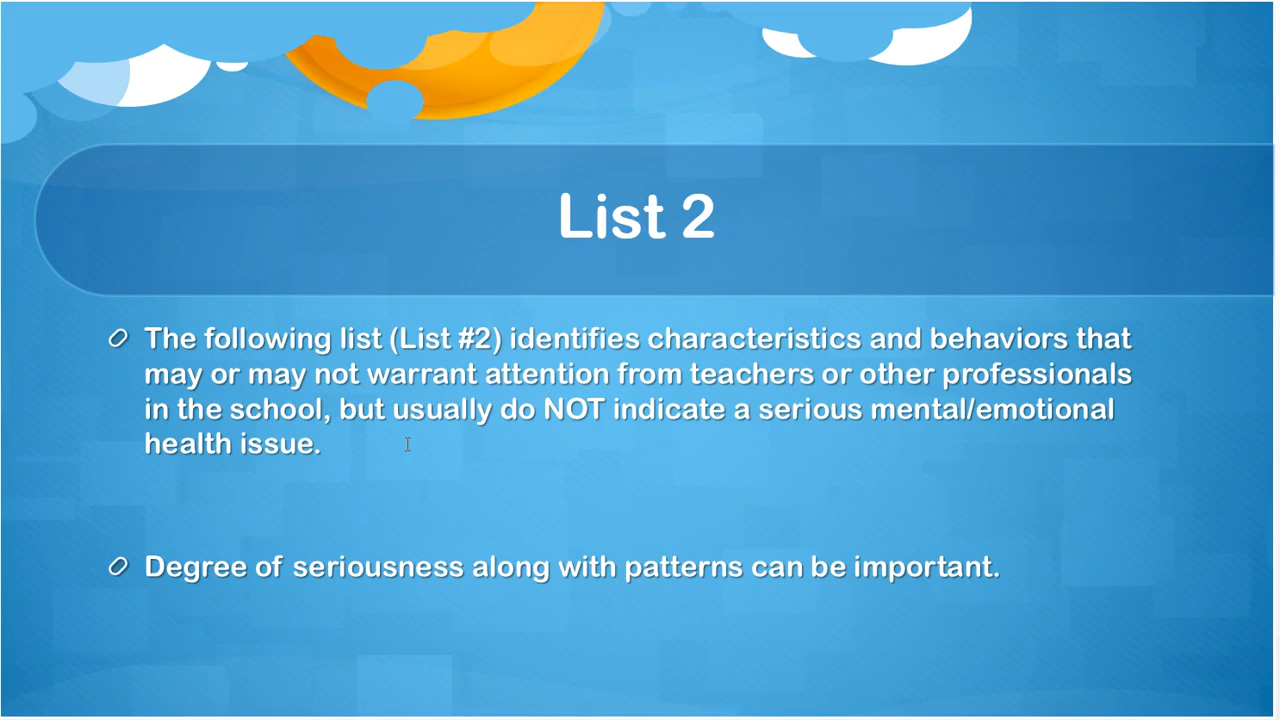 List 2
The following list (List #2) identifies characteristics and behaviors that
may or may not warrant attention from teachers or other professionals
in the school, but usually do NOT indicate a serious mental/emotional
health issue.
Degree of seriousness along with patterns can be important.